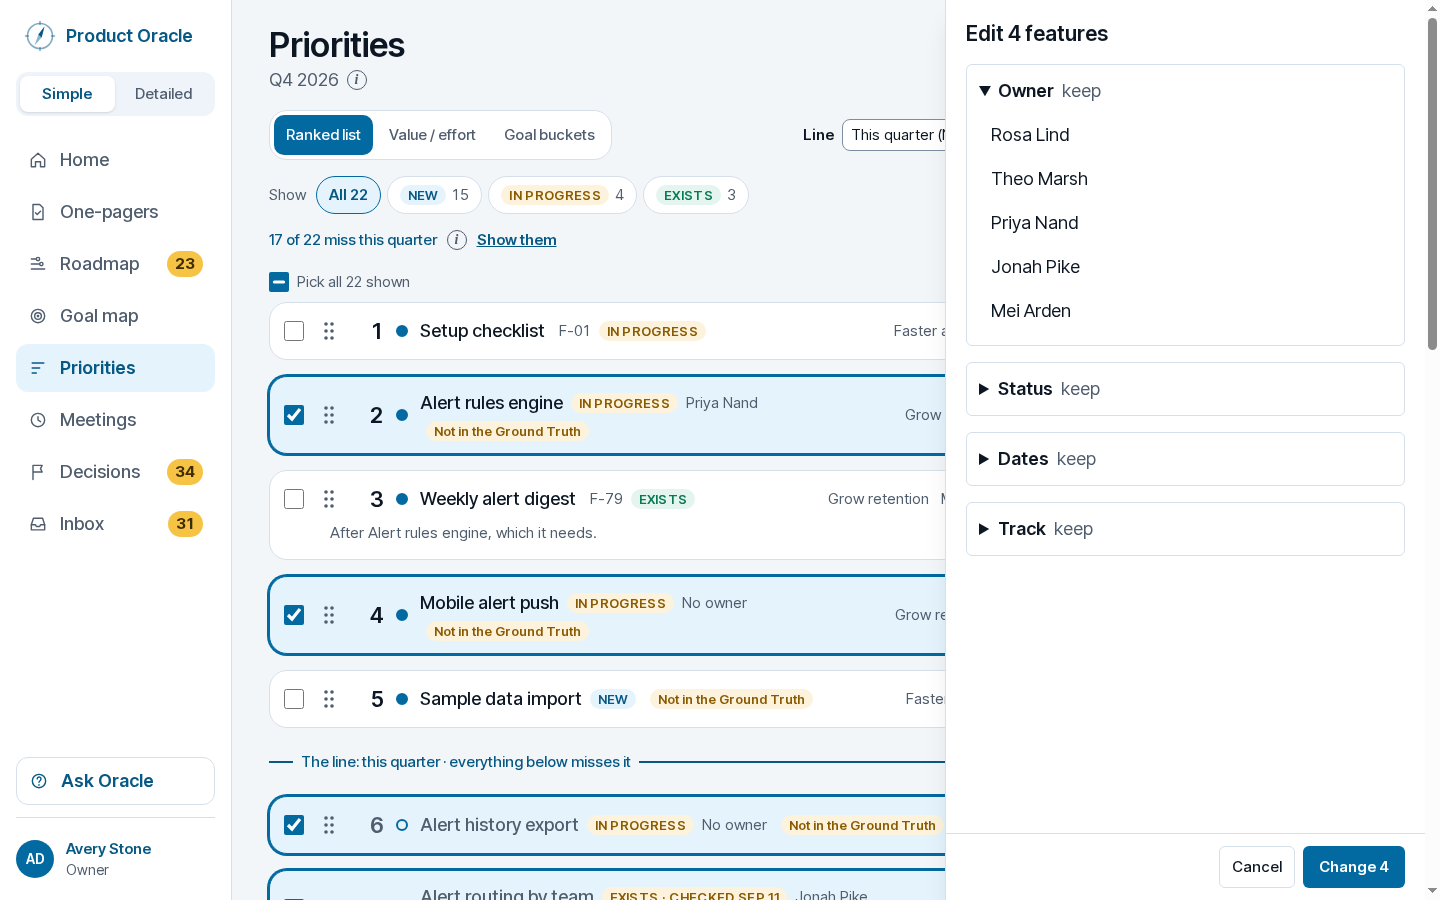 Product Oracle
Simple
Detailed
Home
One-pagers
Roadmap 23
Goal map
Priorities
Meetings
Decisions 34
Inbox 31
Ask Oracle
AD
Avery Stone
Owner
Priorities
Q4 2026 i
Ranked list
Value / effort
Goal buckets
Line
This quarter (
Show
All 22
NEW 15
IN PROGRESS 4
EXISTS 3
17 of 22 miss this quarter i Show them
Pick all 22 shown
1 Setup checklist F-01 IN PROGRESS Faster
2 Alert rules engine IN PROGRESS Priya Nand Grow
Not in the Ground Truth
3 Weekly alert digest F-79 EXISTS Grow retention
After Alert rules engine, which it needs.
4 Mobile alert push IN PROGRESS No owner Grow
Not in the Ground Truth
5 Sample data import NEW Not in the Ground Truth Faster
The line: this quarter · everything below misses it
6 Alert history export IN PROGRESS No owner Not in the Ground Truth
Alert routing by team EXISTS · CHECKED SEP 11 Jonah Pike
Edit 4 features
Owner keep
Rosa Lind
Theo Marsh
Priya Nand
Jonah Pike
Mei Arden
Status keep
Dates keep
Track keep
Cancel
Change 4